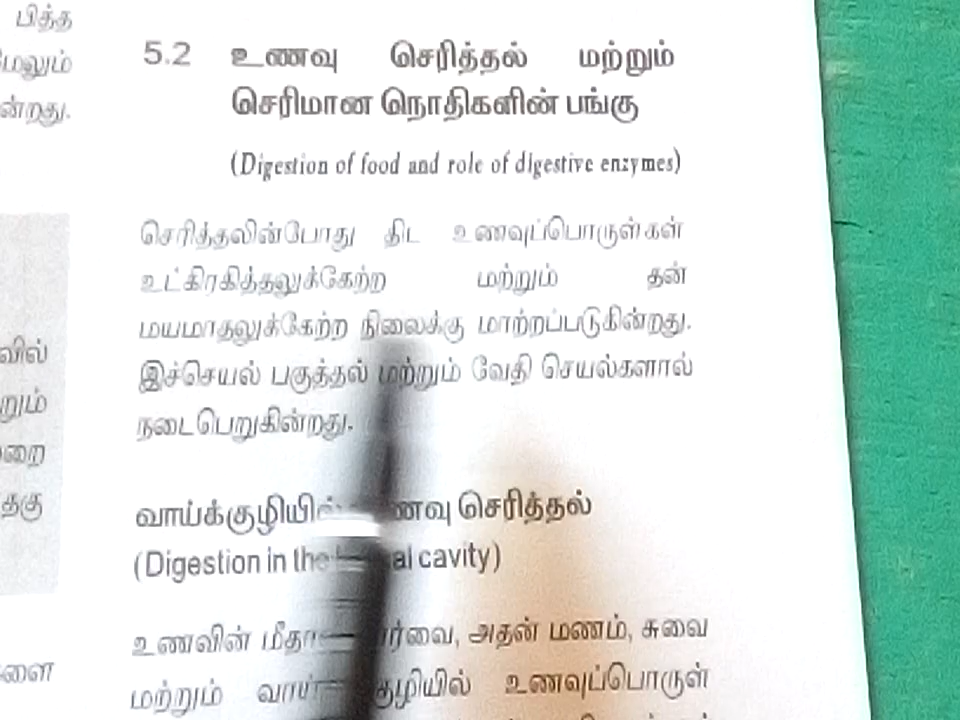 பித்த
மேலும்
ன்றது.
5.2 உணவு செரித்தல் மற்றும்
செரிமான நொதிகளின் பங்கு
(Digestion of food and role of digestive enzymes)
செரித்தலின்போது திட உணவுப்பொருள்கள்
உட்கிரகித்தலுக்கேற்ற மற்றும் தன்
மயமாதலுக்கேற்ற நிலைக்கு மாற்றப்படுகின்றது.
இச்செயல் பகுத்தல் மற்றும் வேதி செயல்களால்
நடைபெறுகின்றது.
வாய்க்குழியில் செரித்தல்
(Digestion in the cavity)
உணவின் மீதான அதன் மணம், சுவை
மற்றும் உணவுப்பொருள்